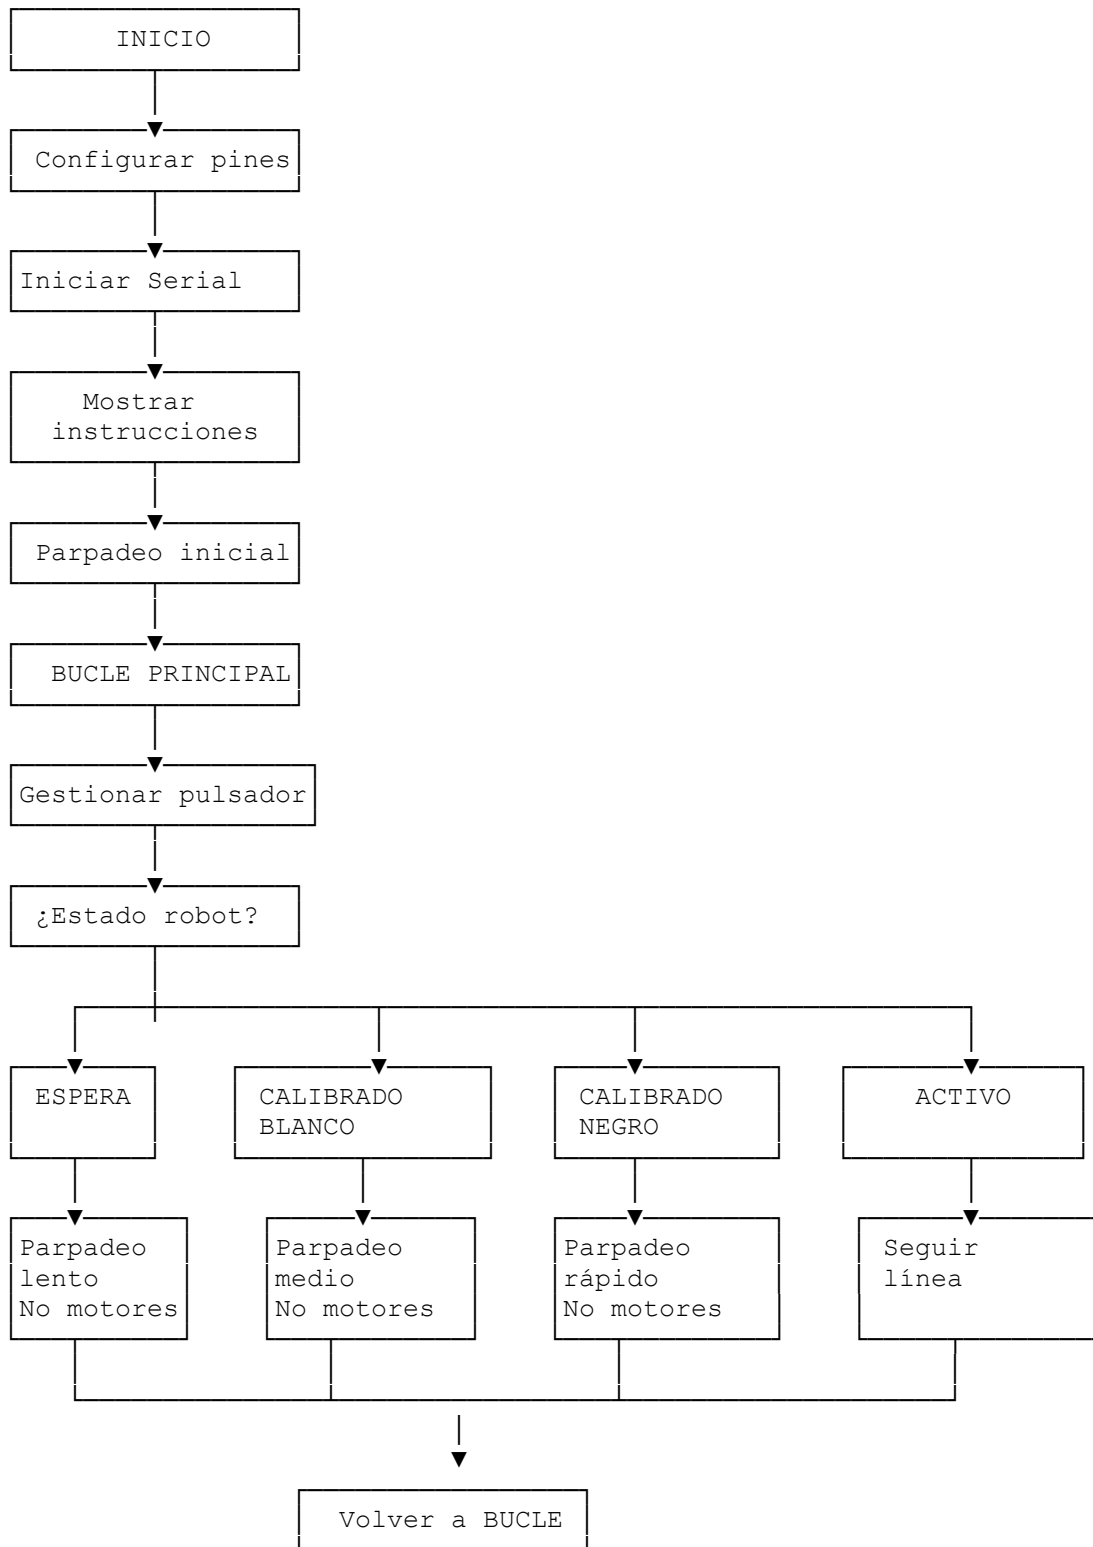 INICIO
Configurar pines
Iniciar Serial
Mostrar
instrucciones
Parpadeo inicial
BUCLE PRINCIPAL
Gestionar pulsador
¿Estado robot?
ESPERA
CALIBRADO
BLANCO
CALIBRADO
NEGRO
ACTIVO
Parpadeo
lento
No motores
Parpadeo
medio
No motores
Parpadeo
rápido
No motores
Seguir
línea
Volver a BUCLE